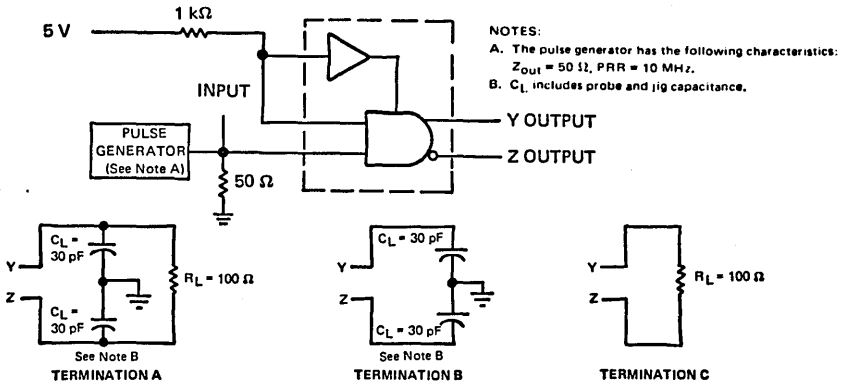 1 kΩ
5 V
NOTES:
A. The pulse generator has the following characteristics:
Zout = 50 Ω, PRR = 10 MHz.
B. CL includes probe and jig capacitance.
INPUT
PULSE
GENERATOR
(See Note A)
50 Ω
Y OUTPUT
Z OUTPUT
CL =
30 pF
Y
Z
RL = 100 Ω
CL =
30 pF
See Note B
TERMINATION A
CL = 30 pF
Y
Z
CL = 30 pF
See Note B
TERMINATION B
Y
Z
RL = 100 Ω
TERMINATION C